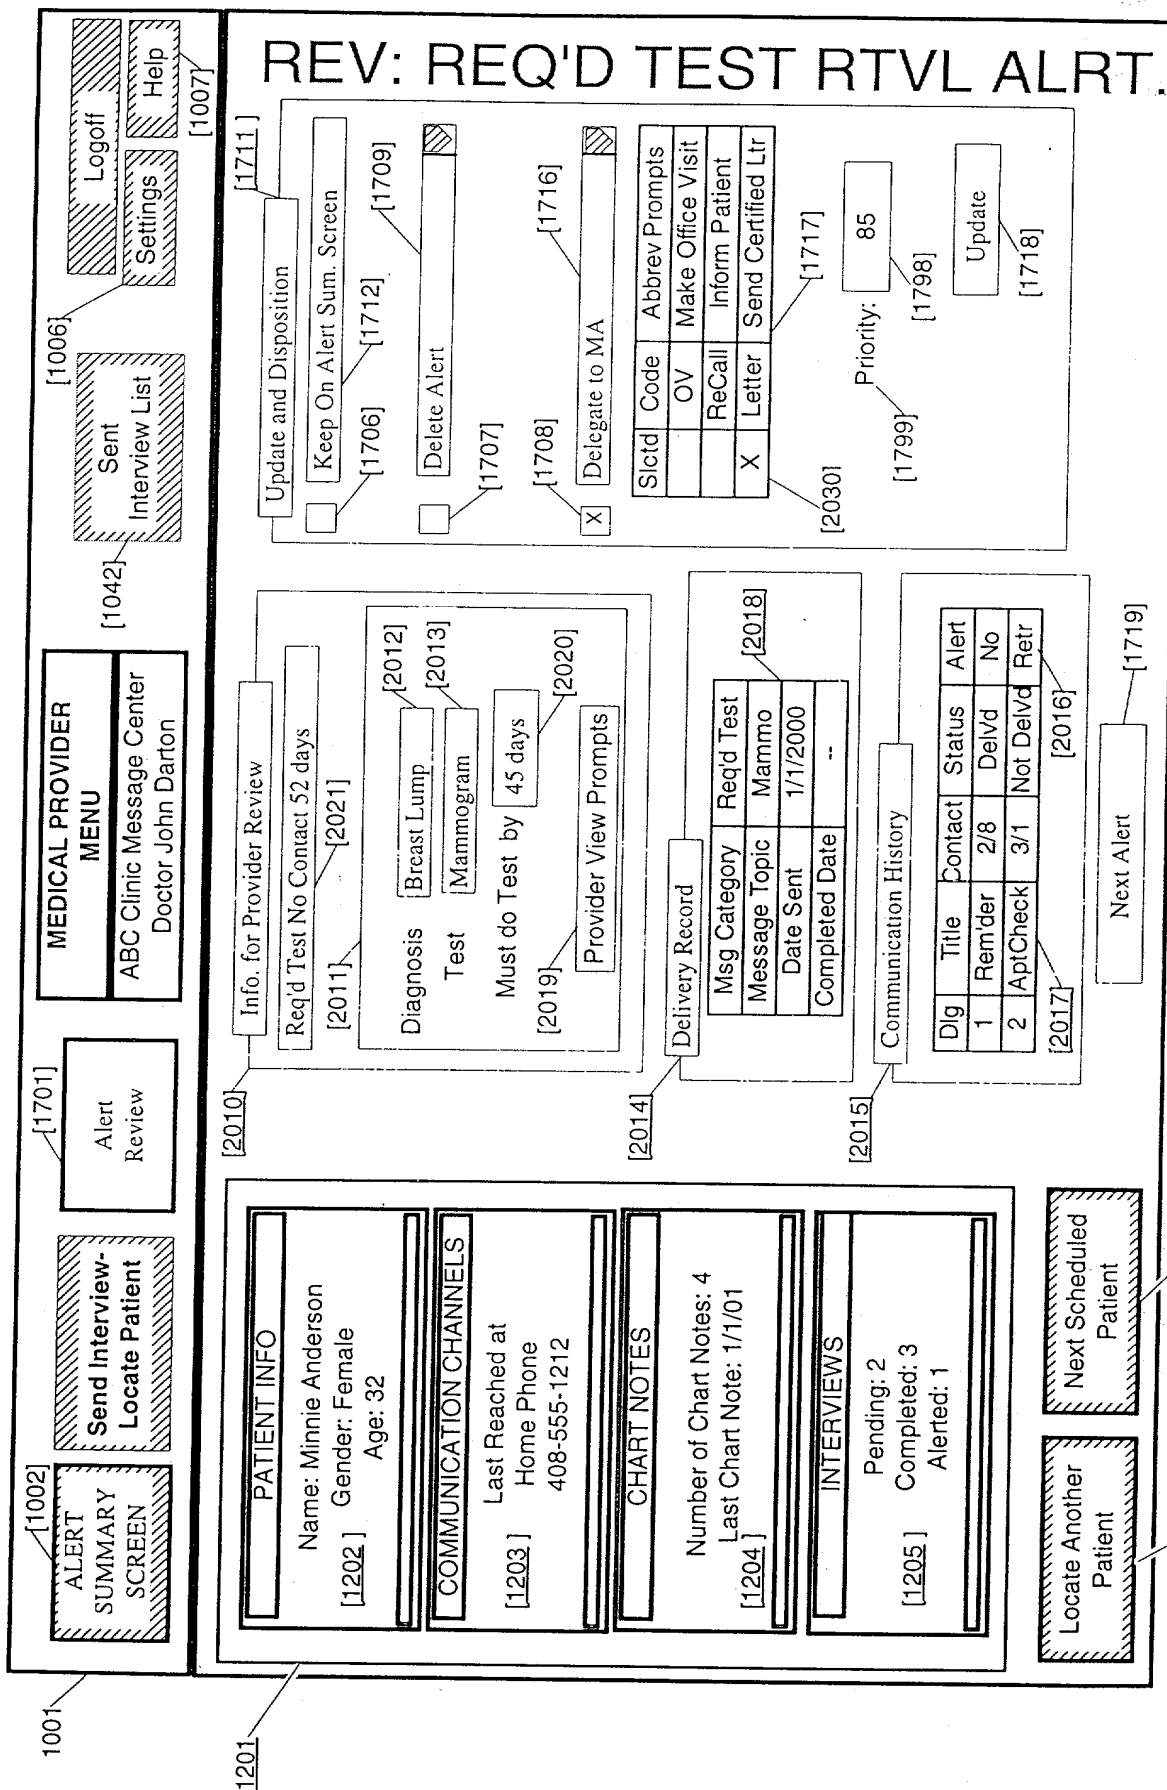 1001
[1002]
ALERT
SUMMARY
SCREEN
Send Interview-
Locate Patient
[1701]
Alert
Review
MEDICAL PROVIDER
MENU
ABC Clinic Message Center
Doctor John Darton
[1042]
Sent
Interview List
[1006]
Logoff
Settings
Help
[1007]
REV: REQ'D TEST RTVL ALRT.
1201
PATIENT INFO
Name: Minnie Anderson
Gender: Female
Age: 32
[1202 ]
COMMUNICATION CHANNELS
Last Reached at
Home Phone
408-555-1212
[1203 ]
CHART NOTES
Number of Chart Notes: 4
Last Chart Note: 1/1/01
[1204 ]
INTERVIEWS
Pending: 2
Completed: 3
Alerted: 1
[1205 ]
Locate Another
Patient
Next Scheduled
Patient
[2010]
Info. for Provider Review
Req'd Test No Contact 52 days
[2021]
[2011]
Diagnosis
Breast Lump
[2012]
Test
Mammogram
[2013]
Must do Test by
45 days
[2020]
[2019]
Provider View Prompts
[2014]
Delivery Record
Msg Category Req'd Test
Message Topic Mammo
Date Sent 1/1/2000
Completed Date --
[2018]
[2015]
Communication History
Dlg Title Contact Status Alert
1 Rem'der 2/8 Delvd No
2 AptCheck 3/1 Not Delvd Retr
[2017]
[2016]
Next Alert
[1719]
[1711 ]
Update and Disposition
Keep On Alert Sum. Screen
[1706]
[1712]
[1709]
Delete Alert
[1707]
[1708]
[1716]
X
Delegate to MA
Slctd Code Abbrev Prompts
OV Make Office Visit
ReCall Inform Patient
X Letter Send Certified Ltr
[2030]
[1717]
Priority:
85
[1799]
[1798]
Update
[1718]